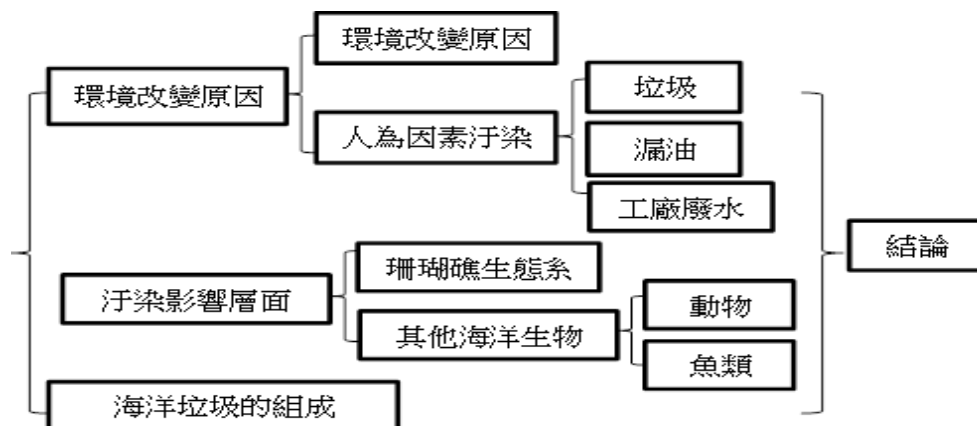 環境改變原因
環境改變原因
人為因素汙染
垃圾
漏油
工廠廢水
結論
汙染影響層面
珊瑚礁生態系
其他海洋生物
動物
魚類
海洋垃圾的組成